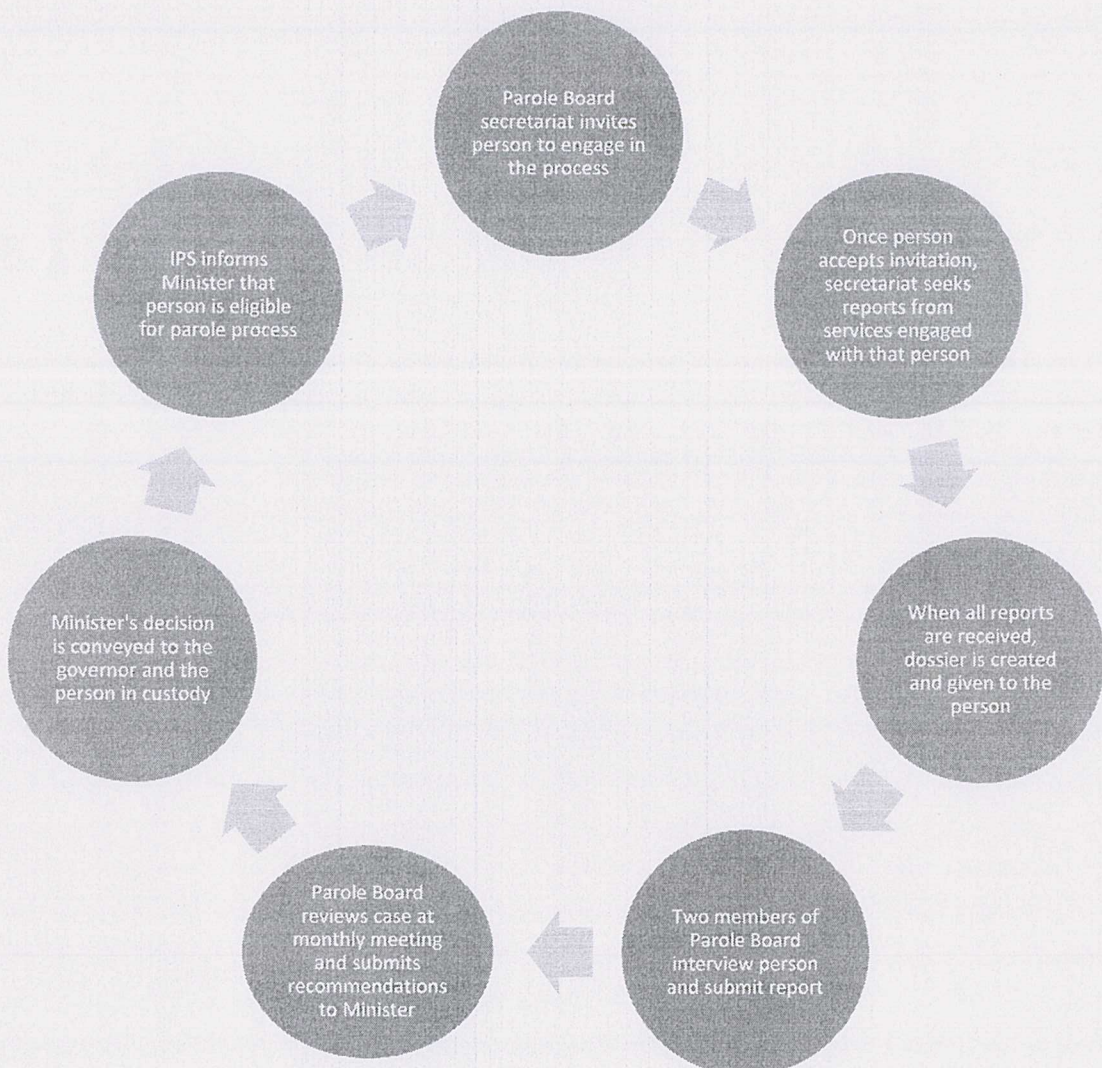 Parole Board
secretariat invites
person to engage in
the process
Once person
accepts invitation,
secretariat seeks
reports from
services engaged
with that person
When all reports
are received,
dossier is created
and given to the
person
Two members of
Parole Board
interview person
and submit report
Parole Board
reviews case at
monthly meeting
and submits
recommendations
to Minister
Minister's decision
is conveyed to the
governor and the
person in custody
IPS informs
Minister that
person is eligible
for parole process